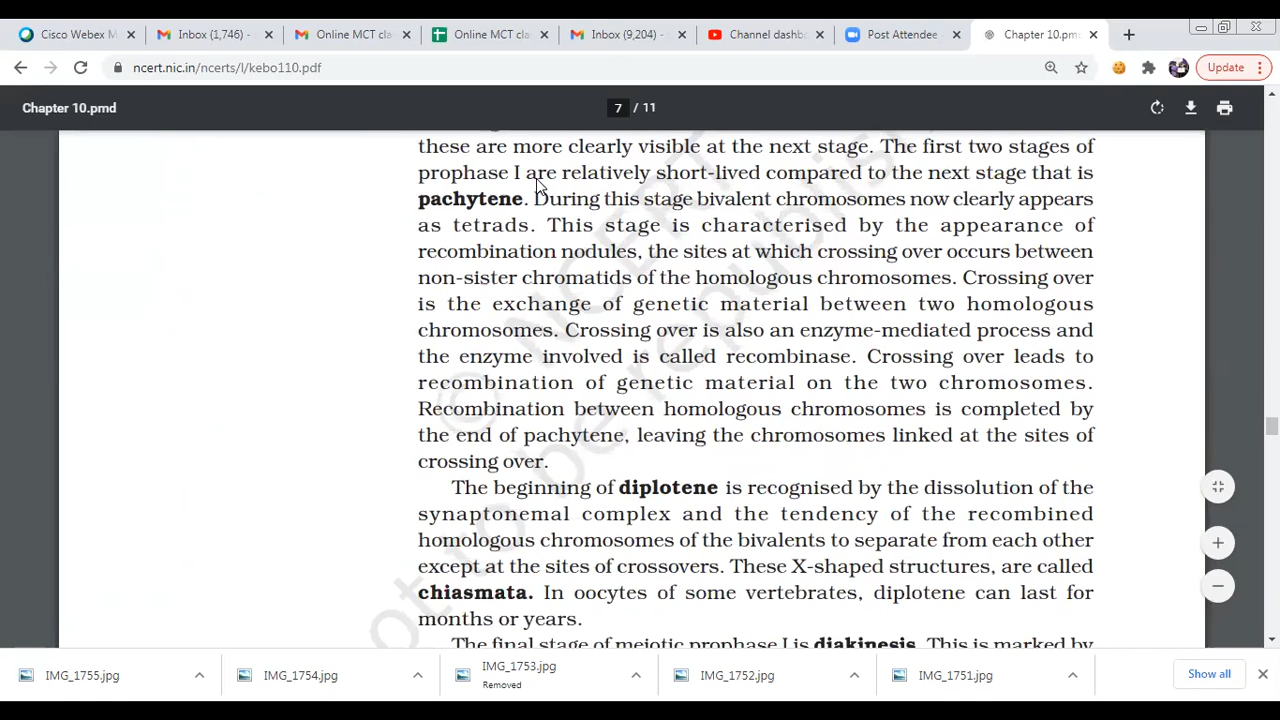 Cisco Webex M
Inbox (1,746) -
Online MCT cla
Online MCT cla
Inbox (9,204) -
Channel dashb
Post Attendee
Chapter 10.pm
ncert.nic.in/ncerts/l/kebo110.pdf
Update
Chapter 10.pmd
7 / 11
these are more clearly visible at the next stage. The first two stages of
prophase I are relatively short-lived compared to the next stage that is
pachytene. During this stage bivalent chromosomes now clearly appears
as tetrads. This stage is characterised by the appearance of
recombination nodules, the sites at which crossing over occurs between
non-sister chromatids of the homologous chromosomes. Crossing over
is the exchange of genetic material between two homologous
chromosomes. Crossing over is also an enzyme-mediated process and
the enzyme involved is called recombinase. Crossing over leads to
recombination of genetic material on the two chromosomes.
Recombination between homologous chromosomes is completed by
the end of pachytene, leaving the chromosomes linked at the sites of
crossing over.
The beginning of diplotene is recognised by the dissolution of the
synaptonemal complex and the tendency of the recombined
homologous chromosomes of the bivalents to separate from each other
except at the sites of crossovers. These X-shaped structures, are called
chiasmata. In oocytes of some vertebrates, diplotene can last for
months or years.
The final stage of meiotic prophase I is diakinesis. This is marked by
© NCERT
not to be republish
IMG_1755.jpg
IMG_1754.jpg
IMG_1753.jpg
Removed
IMG_1752.jpg
IMG_1751.jpg
Show all